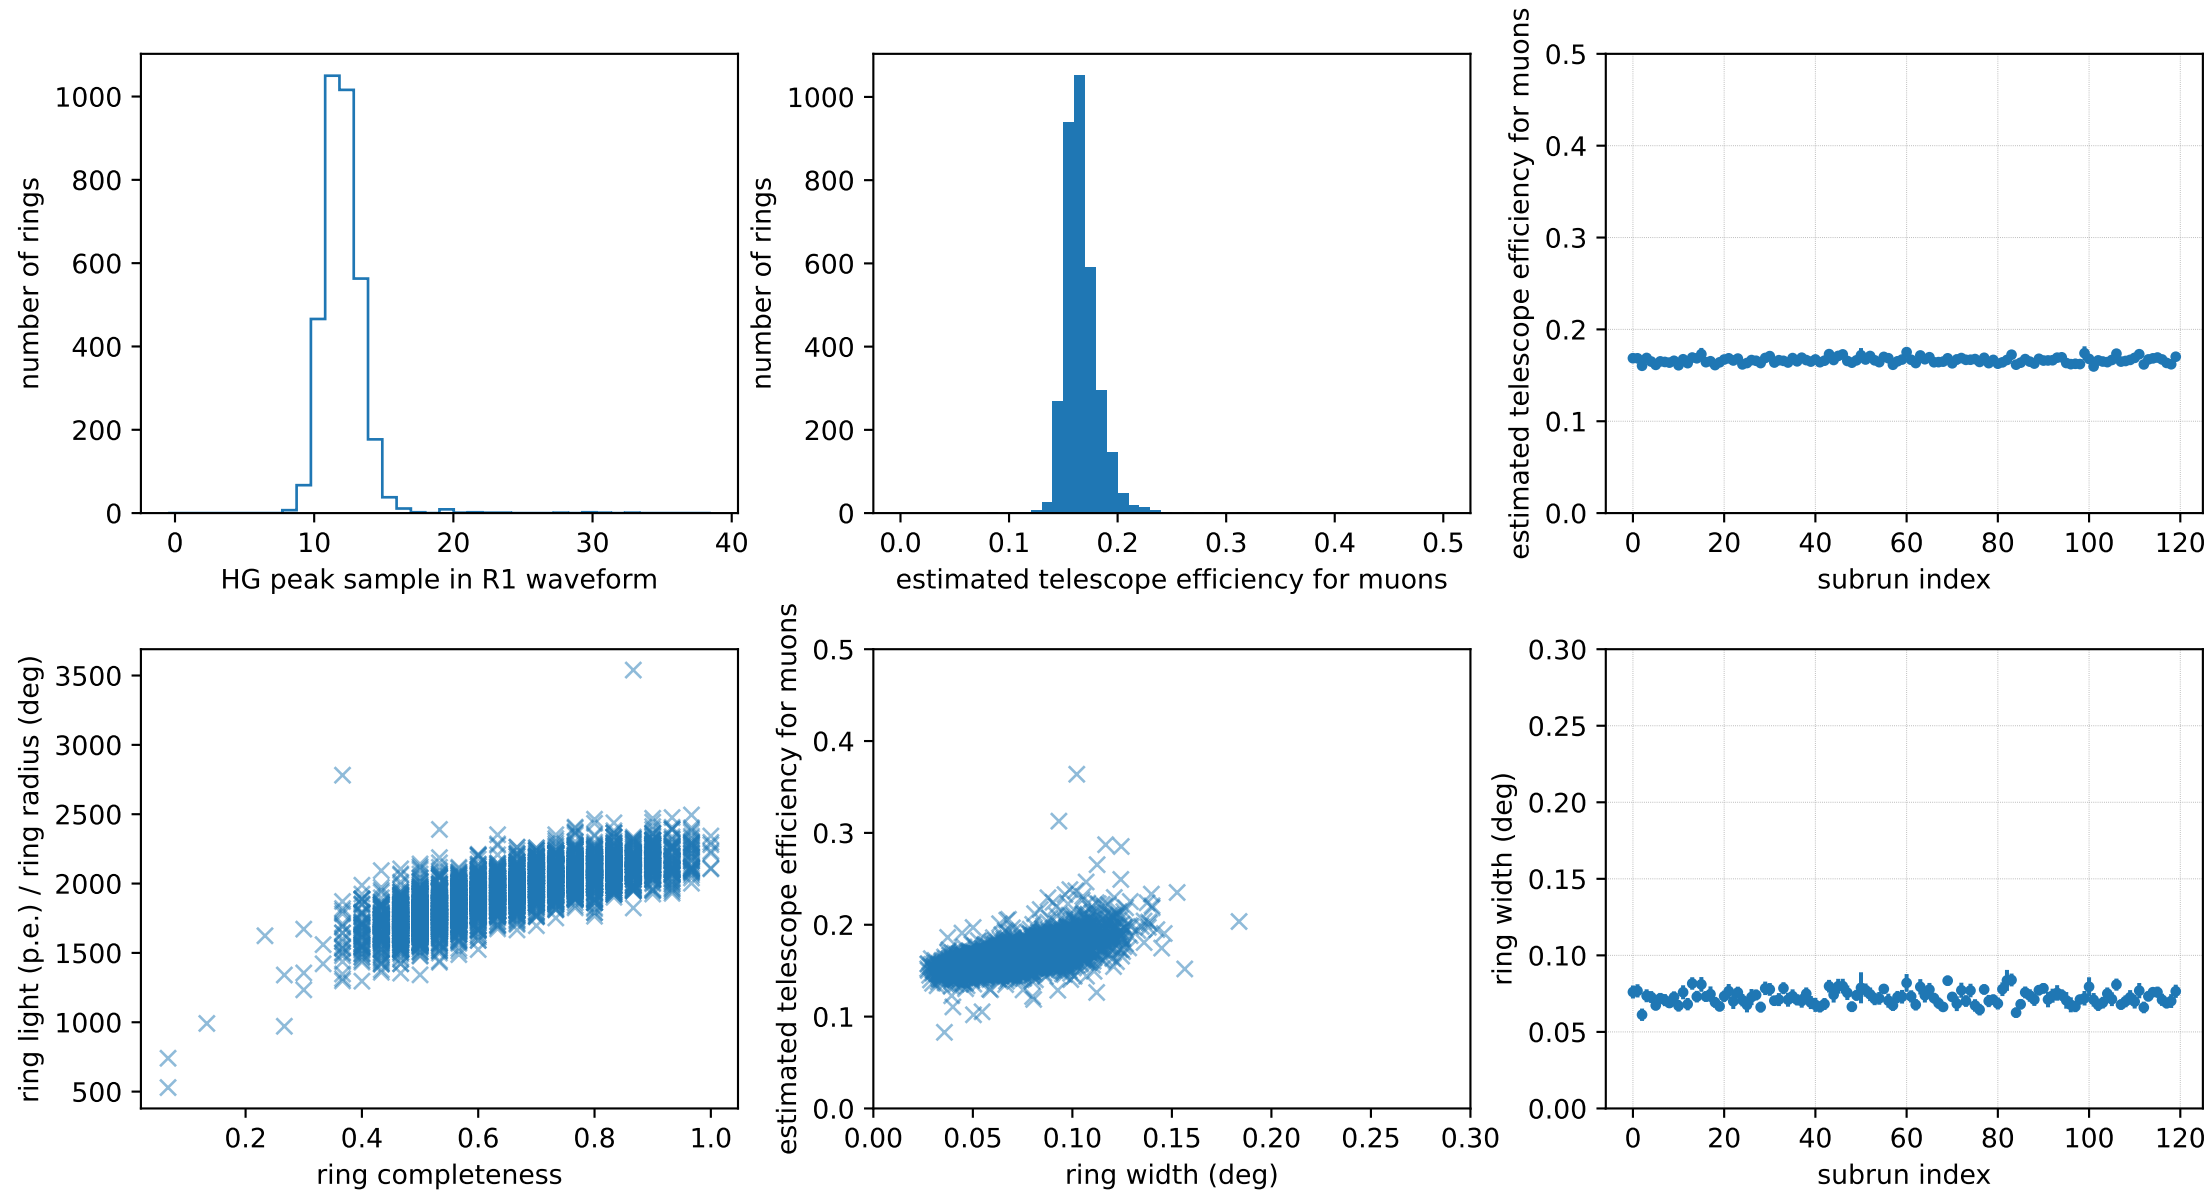 number of rings
1000
800
600
400
200
0
0 10 20 30 40
HG peak sample in R1 waveform
number of rings
1000
800
600
400
200
0
0.0 0.1 0.2 0.3 0.4 0.5
estimated telescope efficiency for muons
estimated telescope efficiency for muons
0.5
0.4
0.3
0.2
0.1
0.0
0 20 40 60 80 100 120
subrun index
ring light (p.e.) / ring radius (deg)
3500
3000
2500
2000
1500
1000
500
0.2 0.4 0.6 0.8 1.0
ring completeness
estimated telescope efficiency for muons
0.5
0.4
0.3
0.2
0.1
0.0
0.00 0.05 0.10 0.15 0.20 0.25 0.30
ring width (deg)
ring width (deg)
0.30
0.25
0.20
0.15
0.10
0.05
0.00
0 20 40 60 80 100 120
subrun index